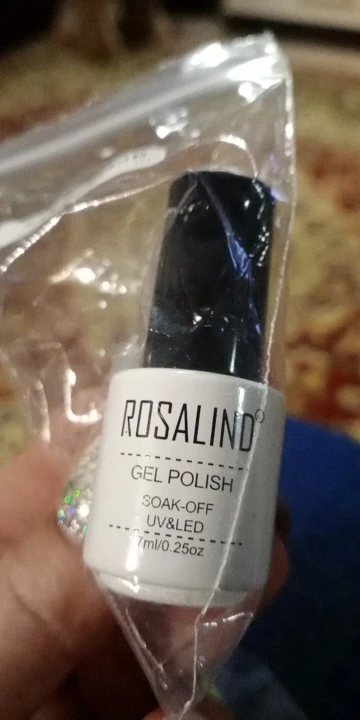 ROSALIND
GEL POLISH
SOAK-OFF
UV&LED
7ml/0.25oz